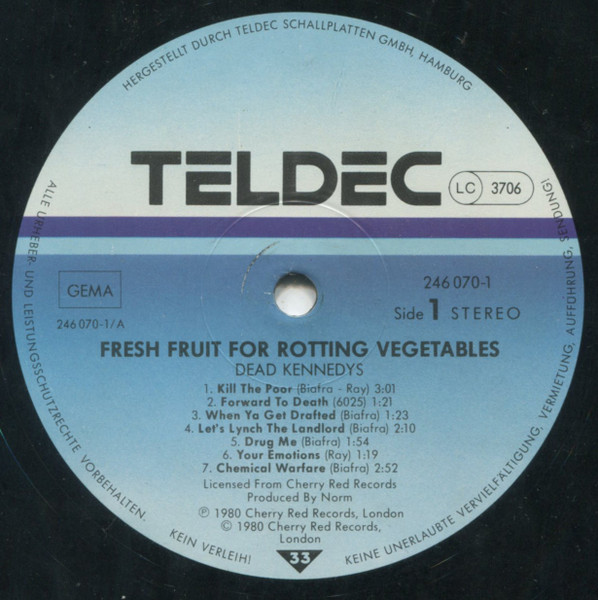 HERGESTELLT DURCH TELDEC SCHALLPLATTEN GMBH, HAMBURG
TELDEC
LC 3706
GEMA
246 070-1/A
246 070-1
Side 1 STEREO
FRESH FRUIT FOR ROTTING VEGETABLES
DEAD KENNEDYS
1. Kill The Poor (Biafra - Ray) 3:01
2. Forward To Death (6025) 1:21
3. When Ya Get Drafted (Biafra) 1:23
4. Let's Lynch The Landlord (Biafra) 2:10
5. Drug Me (Biafra) 1:54
6. Your Emotions (Ray) 1:19
7. Chemical Warfare (Biafra) 2:52
Licensed From Cherry Red Records
Produced By Norm
℗ 1980 Cherry Red Records, London
© 1980 Cherry Red Records,
London
33
ALLE URHEBER- UND LEISTUNGSSCHUTZRECHTE VORBEHALTEN.
KEIN VERLEIH! KEINE UNERLAUBTE VERVIELFÄLTIGUNG, VERMIETUNG, AUFFÜHRUNG, SENDUNG!